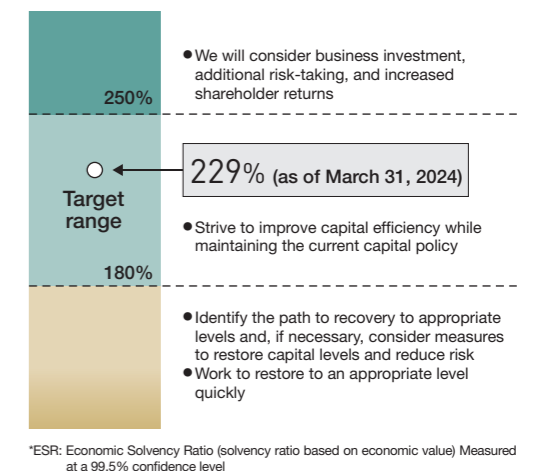 ●We will consider business investment,
additional risk-taking, and increased
shareholder returns
250%
229% (as of March 31, 2024)
Target
range
●Strive to improve capital efficiency while
maintaining the current capital policy
180%
●Identify the path to recovery to appropriate
levels and, if necessary, consider measures
to restore capital levels and reduce risk
●Work to restore to an appropriate level
quickly
*ESR: Economic Solvency Ratio (solvency ratio based on economic value) Measured
at a 99.5% confidence level